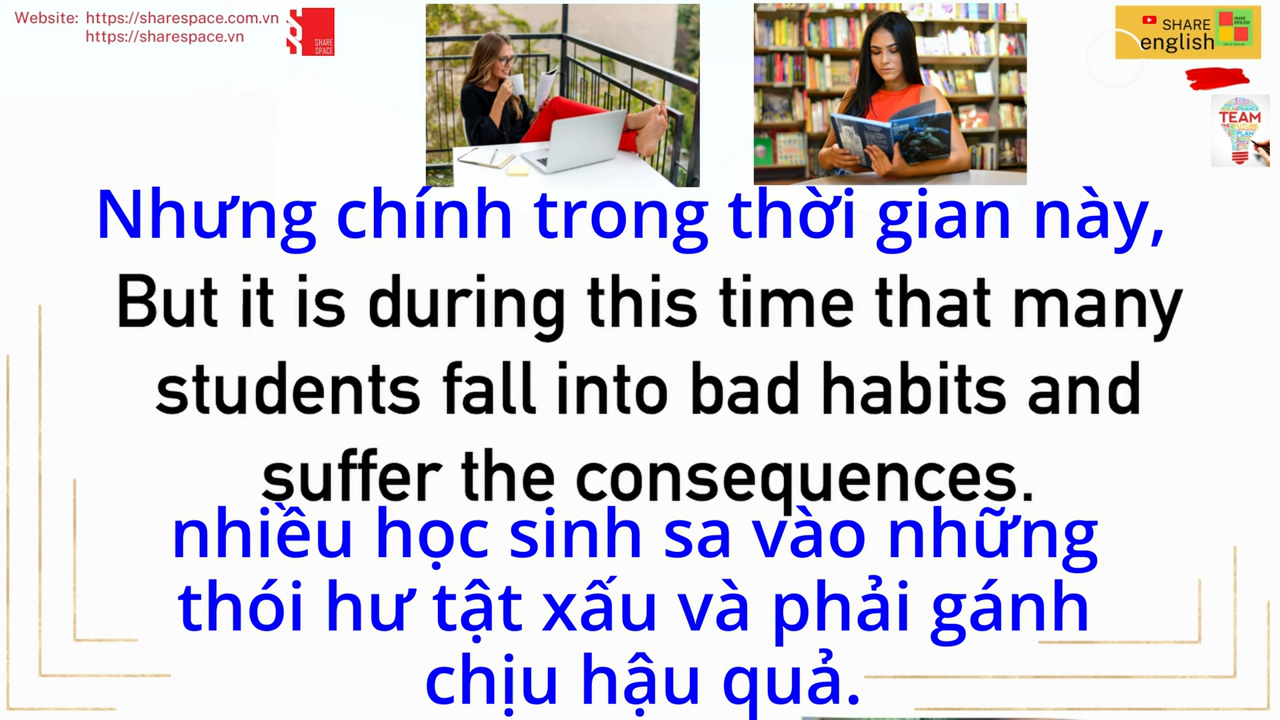 Website: https://sharespace.com.vn
https://sharespace.vn
SHARE
SPACE
SHARE
english
TEAM
PLAN
Nhưng chính trong thời gian này,
But it is during this time that many
students fall into bad habits and
suffer the consequences.
nhiều học sinh sa vào những
thói hư tật xấu và phải gánh
chịu hậu quả.